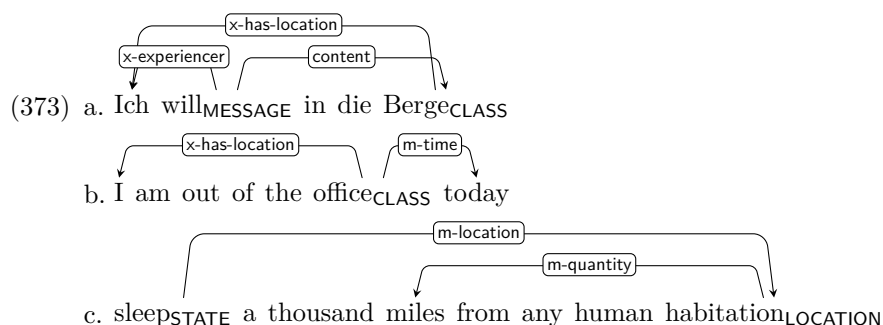 x-has-location
x-experiencer content
(373) a. Ich willMESSAGE in die BergeCLASS
x-has-location m-time
b. I am out of the officeCLASS today
m-location
m-quantity
c. sleepSTATE a thousand miles from any human habitationLOCATION